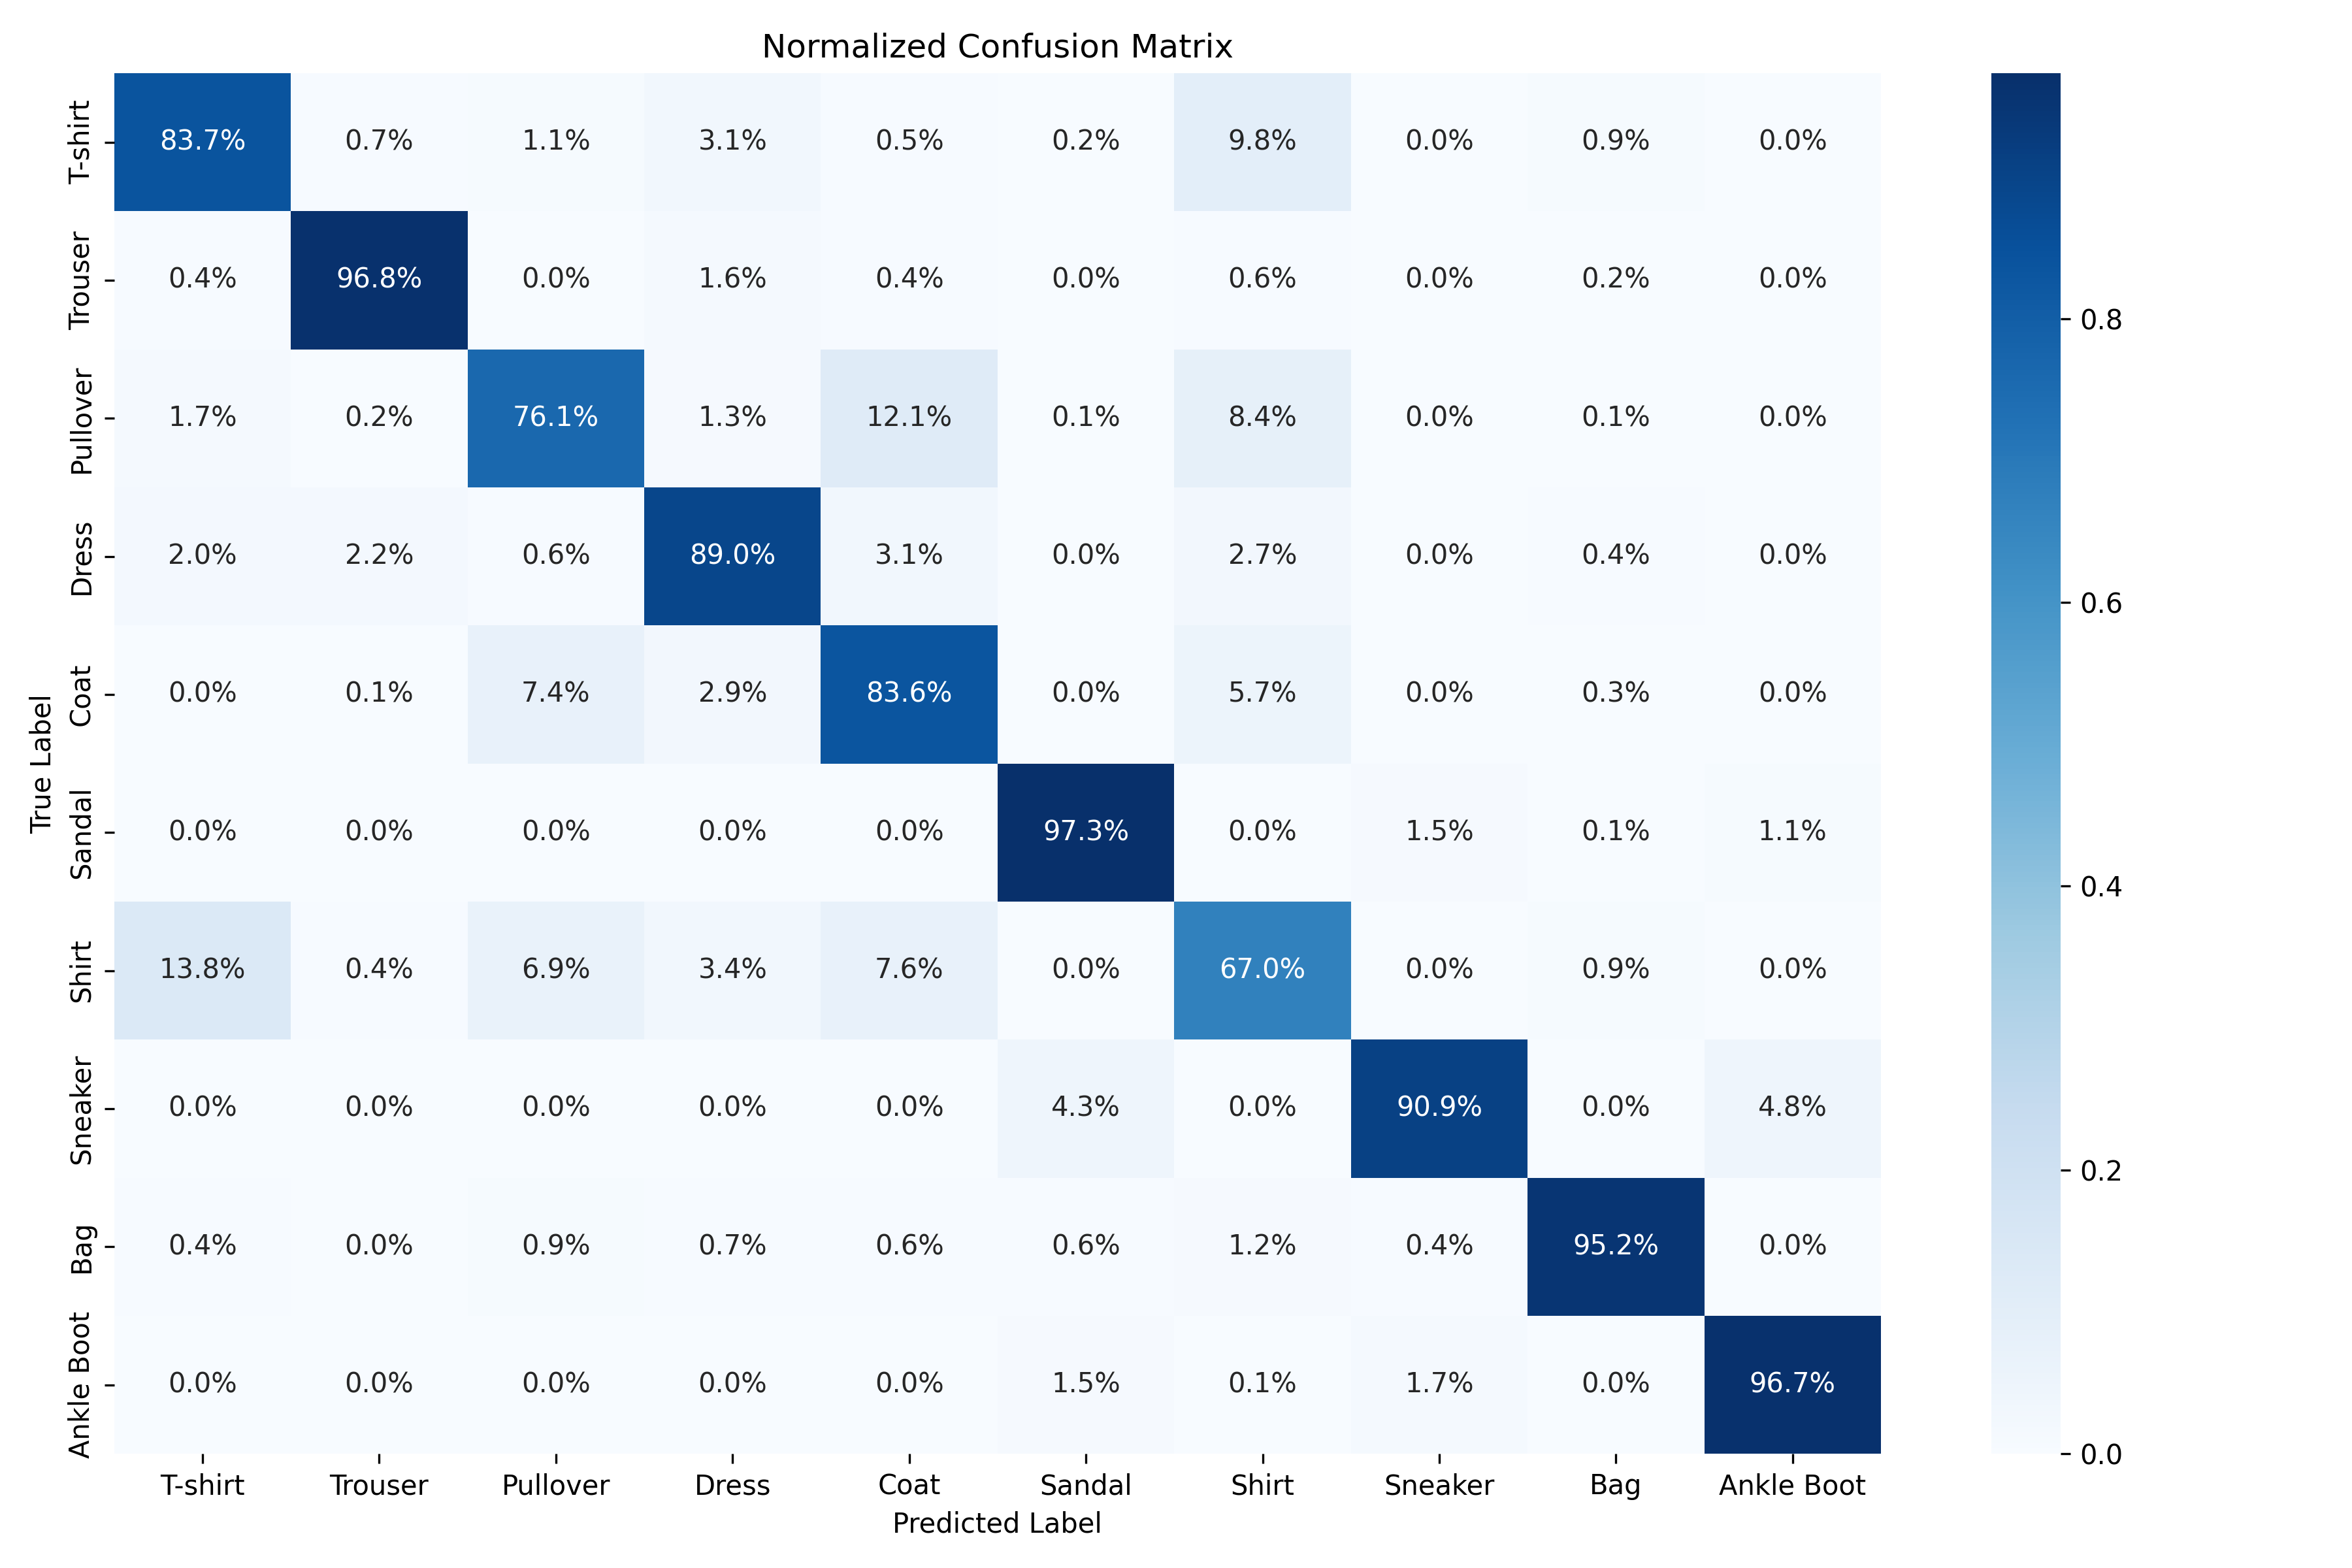 Normalized Confusion Matrix
True Label
T-shirt 83.7% 0.7% 1.1% 3.1% 0.5% 0.2% 9.8% 0.0% 0.9% 0.0%
Trouser 0.4% 96.8% 0.0% 1.6% 0.4% 0.0% 0.6% 0.0% 0.2% 0.0%
Pullover 1.7% 0.2% 76.1% 1.3% 12.1% 0.1% 8.4% 0.0% 0.1% 0.0%
Dress 2.0% 2.2% 0.6% 89.0% 3.1% 0.0% 2.7% 0.0% 0.4% 0.0%
Coat 0.0% 0.1% 7.4% 2.9% 83.6% 0.0% 5.7% 0.0% 0.3% 0.0%
Sandal 0.0% 0.0% 0.0% 0.0% 0.0% 97.3% 0.0% 1.5% 0.1% 1.1%
Shirt 13.8% 0.4% 6.9% 3.4% 7.6% 0.0% 67.0% 0.0% 0.9% 0.0%
Sneaker 0.0% 0.0% 0.0% 0.0% 0.0% 4.3% 0.0% 90.9% 0.0% 4.8%
Bag 0.4% 0.0% 0.9% 0.7% 0.6% 0.6% 1.2% 0.4% 95.2% 0.0%
Ankle Boot 0.0% 0.0% 0.0% 0.0% 0.0% 1.5% 0.1% 1.7% 0.0% 96.7%
T-shirt Trouser Pullover Dress Coat Sandal Shirt Sneaker Bag Ankle Boot
Predicted Label
0.8
0.6
0.4
0.2
0.0